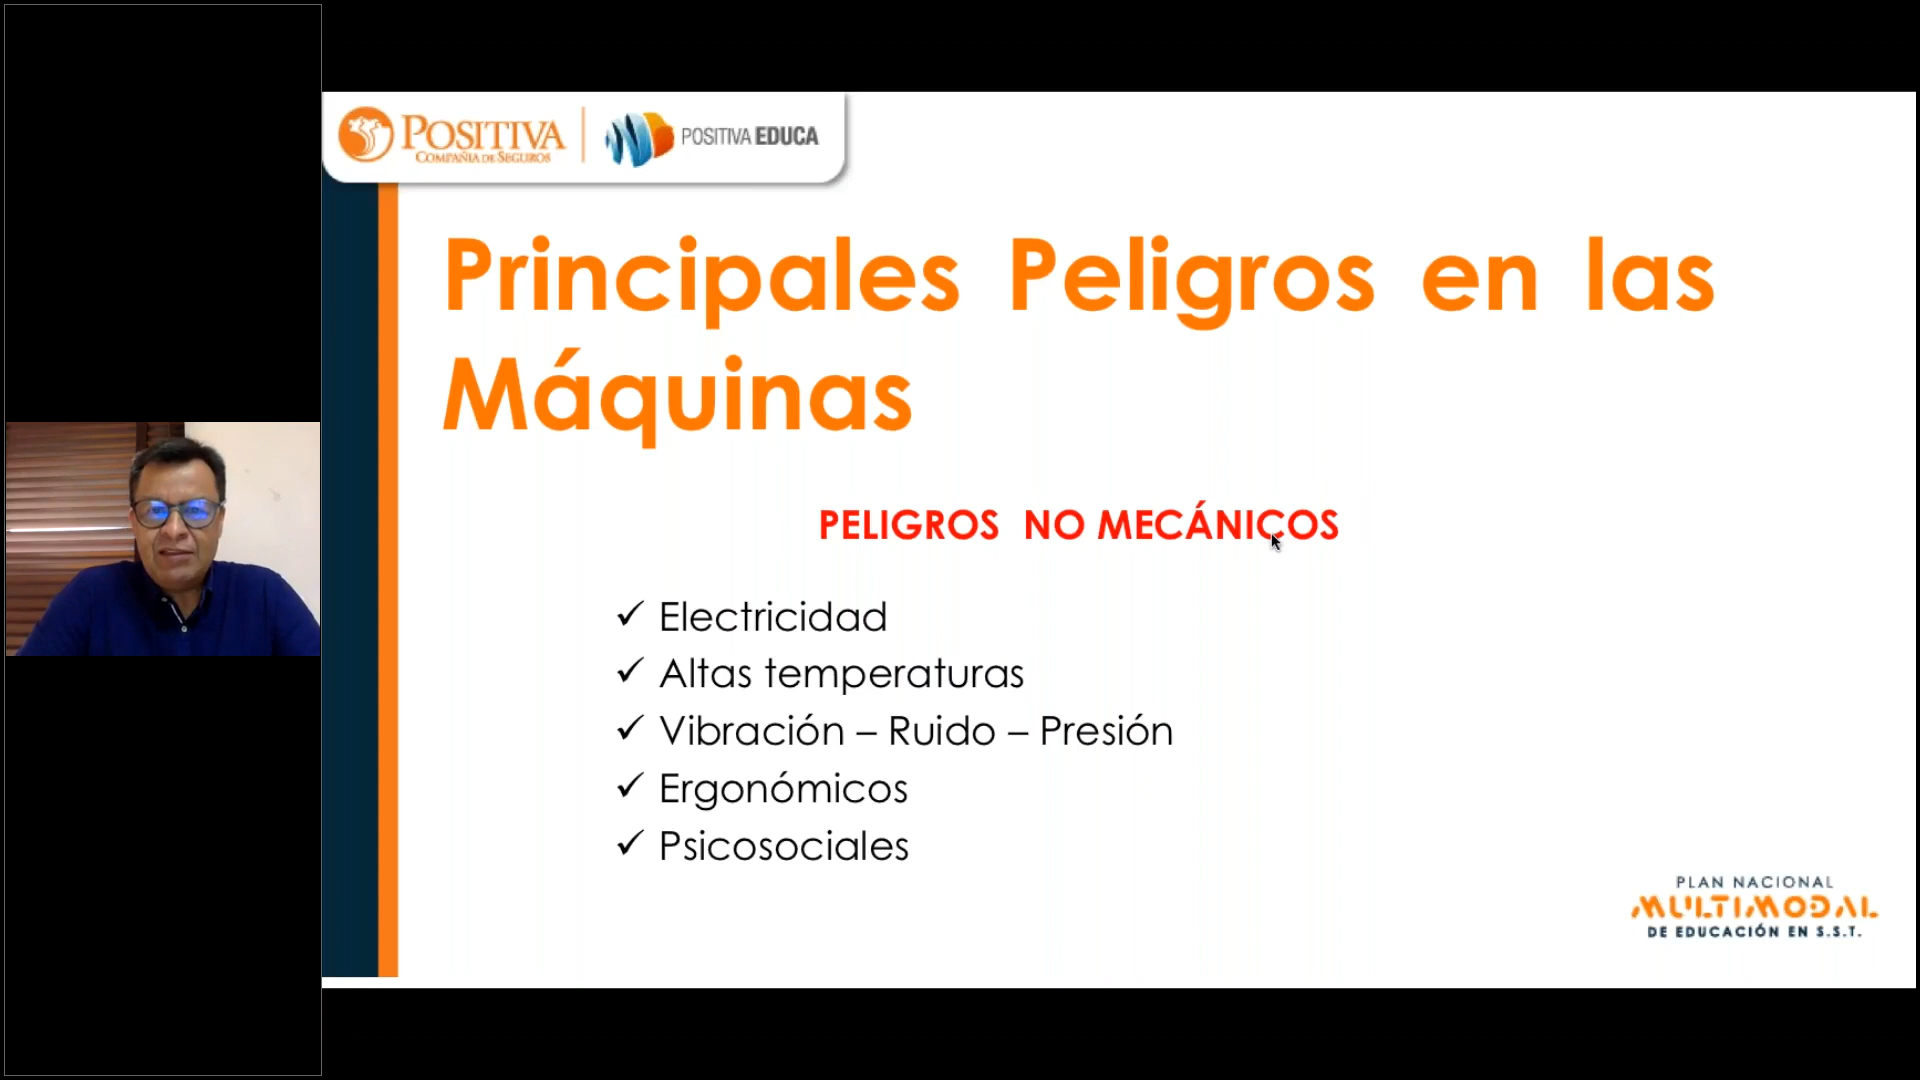 POSITIVA
COMPAÑIA DE SEGUROS
POSITIVA EDUCA
Principales Peligros en las
Máquinas
PELIGROS NO MECÁNICOS
✓ Electricidad
✓ Altas temperaturas
✓ Vibración – Ruido – Presión
✓ Ergonómicos
✓ Psicosociales
PLAN NACIONAL
MULTIMODAL
DE EDUCACIÓN EN S.S.T.